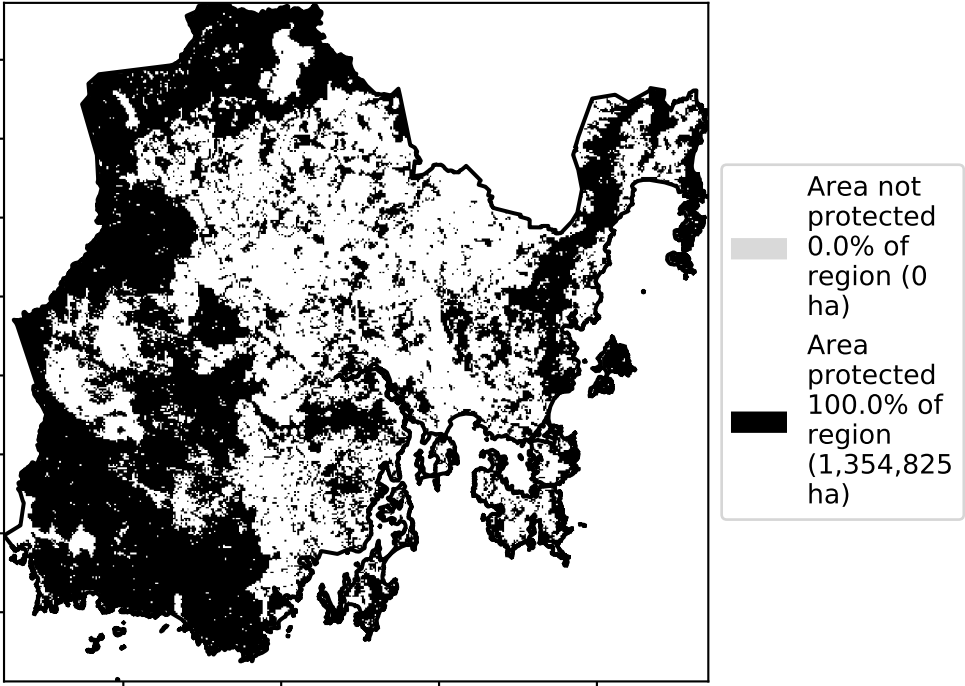 Area not
protected
0.0% of
region (0
ha)
Area
protected
100.0% of
region
(1,354,825
ha)